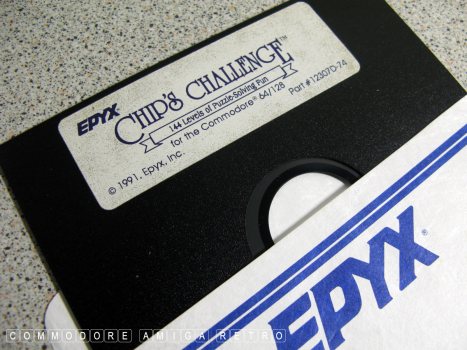 EPYX CHIP'S CHALLENGE™
144 Levels of Puzzle-Solving Fun
for the Commodore® 64/128
© 1991, Epyx, Inc.
Part # 12307D-74
EPYX®
COMMODORE AMIGA RETRO